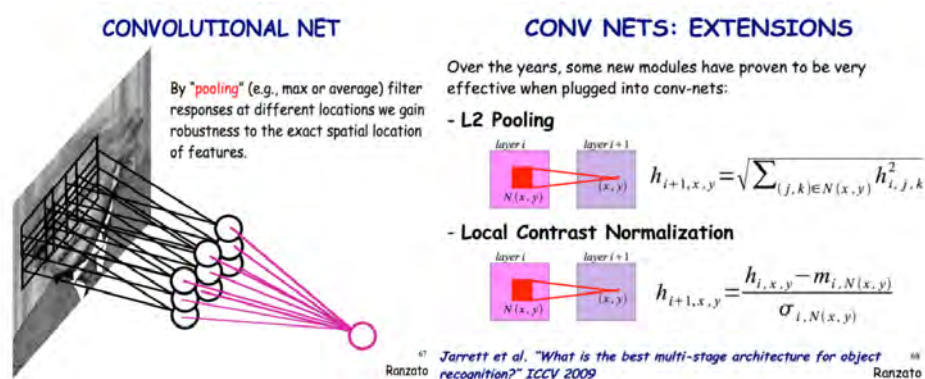 CONVOLUTIONAL NET
By "pooling" (e.g., max or average) filter
responses at different locations we gain
robustness to the exact spatial location
of features.
67
Ranzato
CONV NETS: EXTENSIONS
Over the years, some new modules have proven to be very
effective when plugged into conv-nets:
- L2 Pooling
layer i layer i+1
N(x,y) (x,y)
h_{i+1,x,y}=√∑_{(j,k)∈N(x,y)} h²_{i,j,k}
- Local Contrast Normalization
layer i layer i+1
N(x,y) (x,y)
h_{i+1,x,y}=(h_{i,x,y}−m_{i,N(x,y)})/σ_{i,N(x,y)}
Jarrett et al. "What is the best multi-stage architecture for object
recognition?" ICCV 2009
68
Ranzato